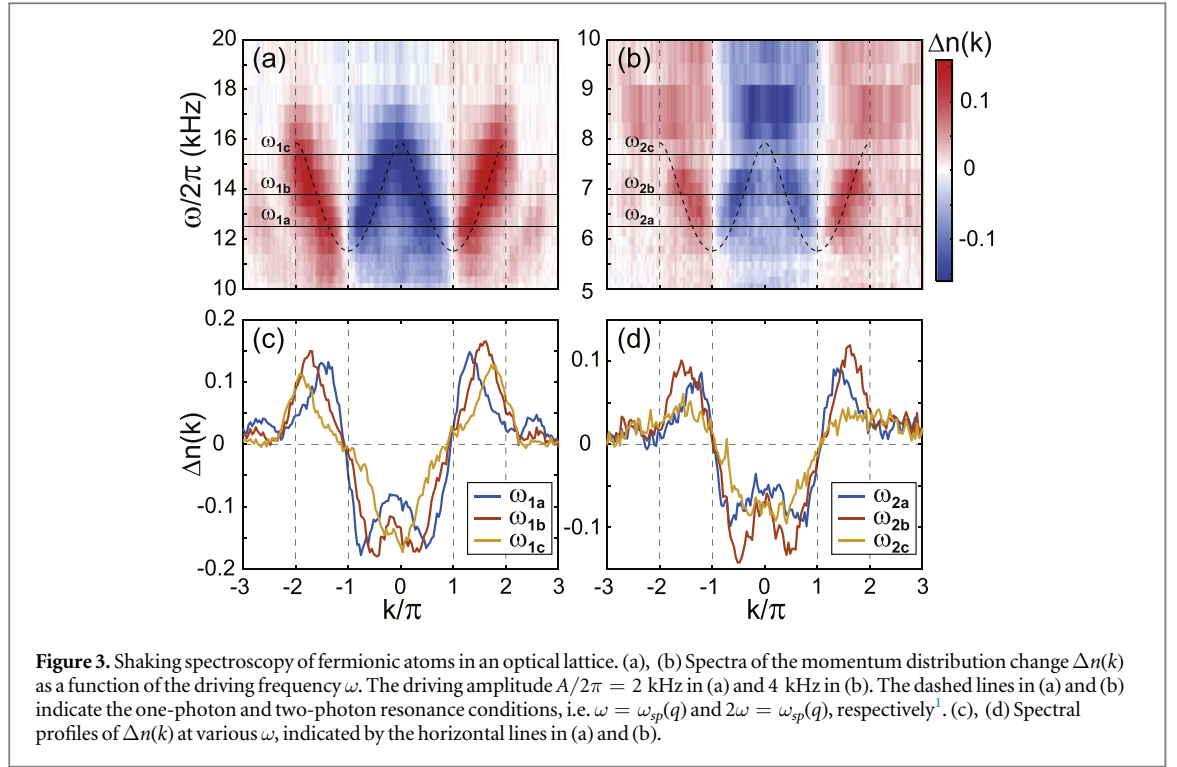 (a)
(b)
Δn(k)
20
18
16
14
12
10
ω/2π (kHz)
ω1c
ω1b
ω1a
10
9
8
7
6
5
ω2c
ω2b
ω2a
0.1
0
-0.1
(c)
(d)
0.2
0.1
0
-0.1
-0.2
Δn(k)
0.1
0
-0.1
ω1a
ω1b
ω1c
ω2a
ω2b
ω2c
-3 -2 -1 0 1 2 3
-3 -2 -1 0 1 2 3
k/π
k/π
Figure 3. Shaking spectroscopy of fermionic atoms in an optical lattice. (a), (b) Spectra of the momentum distribution change Δn(k)
as a function of the driving frequency ω. The driving amplitude A/2π = 2 kHz in (a) and 4 kHz in (b). The dashed lines in (a) and (b)
indicate the one-photon and two-photon resonance conditions, i.e. ω = ωsp(q) and 2ω = ωsp(q), respectively¹. (c), (d) Spectral
profiles of Δn(k) at various ω, indicated by the horizontal lines in (a) and (b).